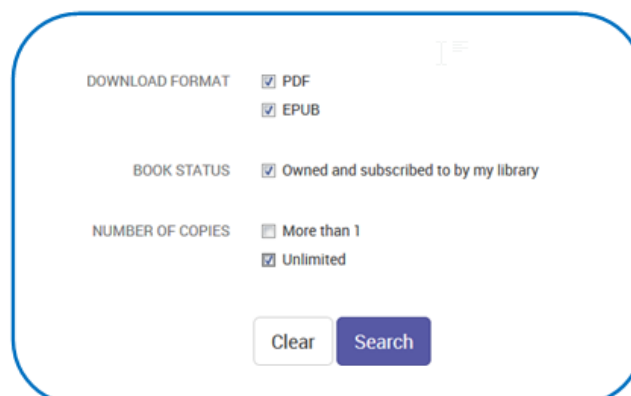 DOWNLOAD FORMAT PDF
EPUB
BOOK STATUS Owned and subscribed to by my library
NUMBER OF COPIES More than 1
Unlimited
Clear Search